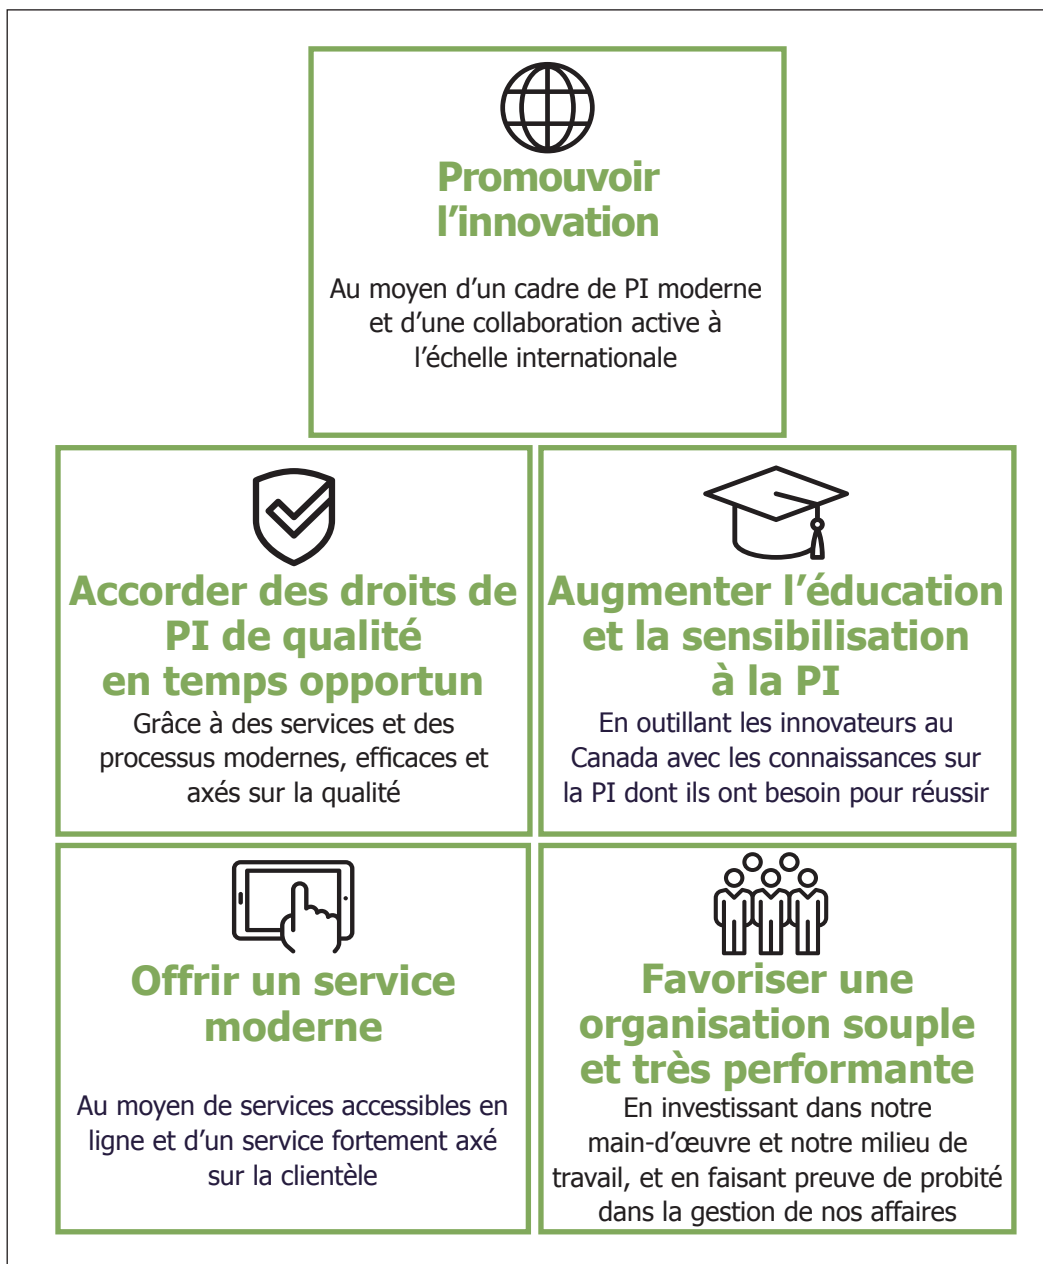 Promouvoir
l’innovation
Au moyen d’un cadre de PI moderne
et d’une collaboration active à
l’échelle internationale
Accorder des droits de
PI de qualité
en temps opportun
Grâce à des services et des
processus modernes, efficaces et
axés sur la qualité
Augmenter l’éducation
et la sensibilisation
à la PI
En outillant les innovateurs au
Canada avec les connaissances sur
la PI dont ils ont besoin pour réussir
Offrir un service
moderne
Au moyen de services accessibles en
ligne et d’un service fortement axé
sur la clientèle
Favoriser une
organisation souple
et très performante
En investissant dans notre
main-d’œuvre et notre milieu de
travail, et en faisant preuve de probité
dans la gestion de nos affaires